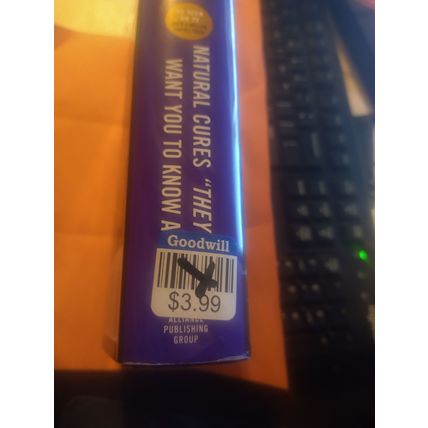 NATURAL CURES "THEY
WANT YOU TO KNOW A
Goodwill
$3.99
ALLIANCE
PUBLISHING
GROUP